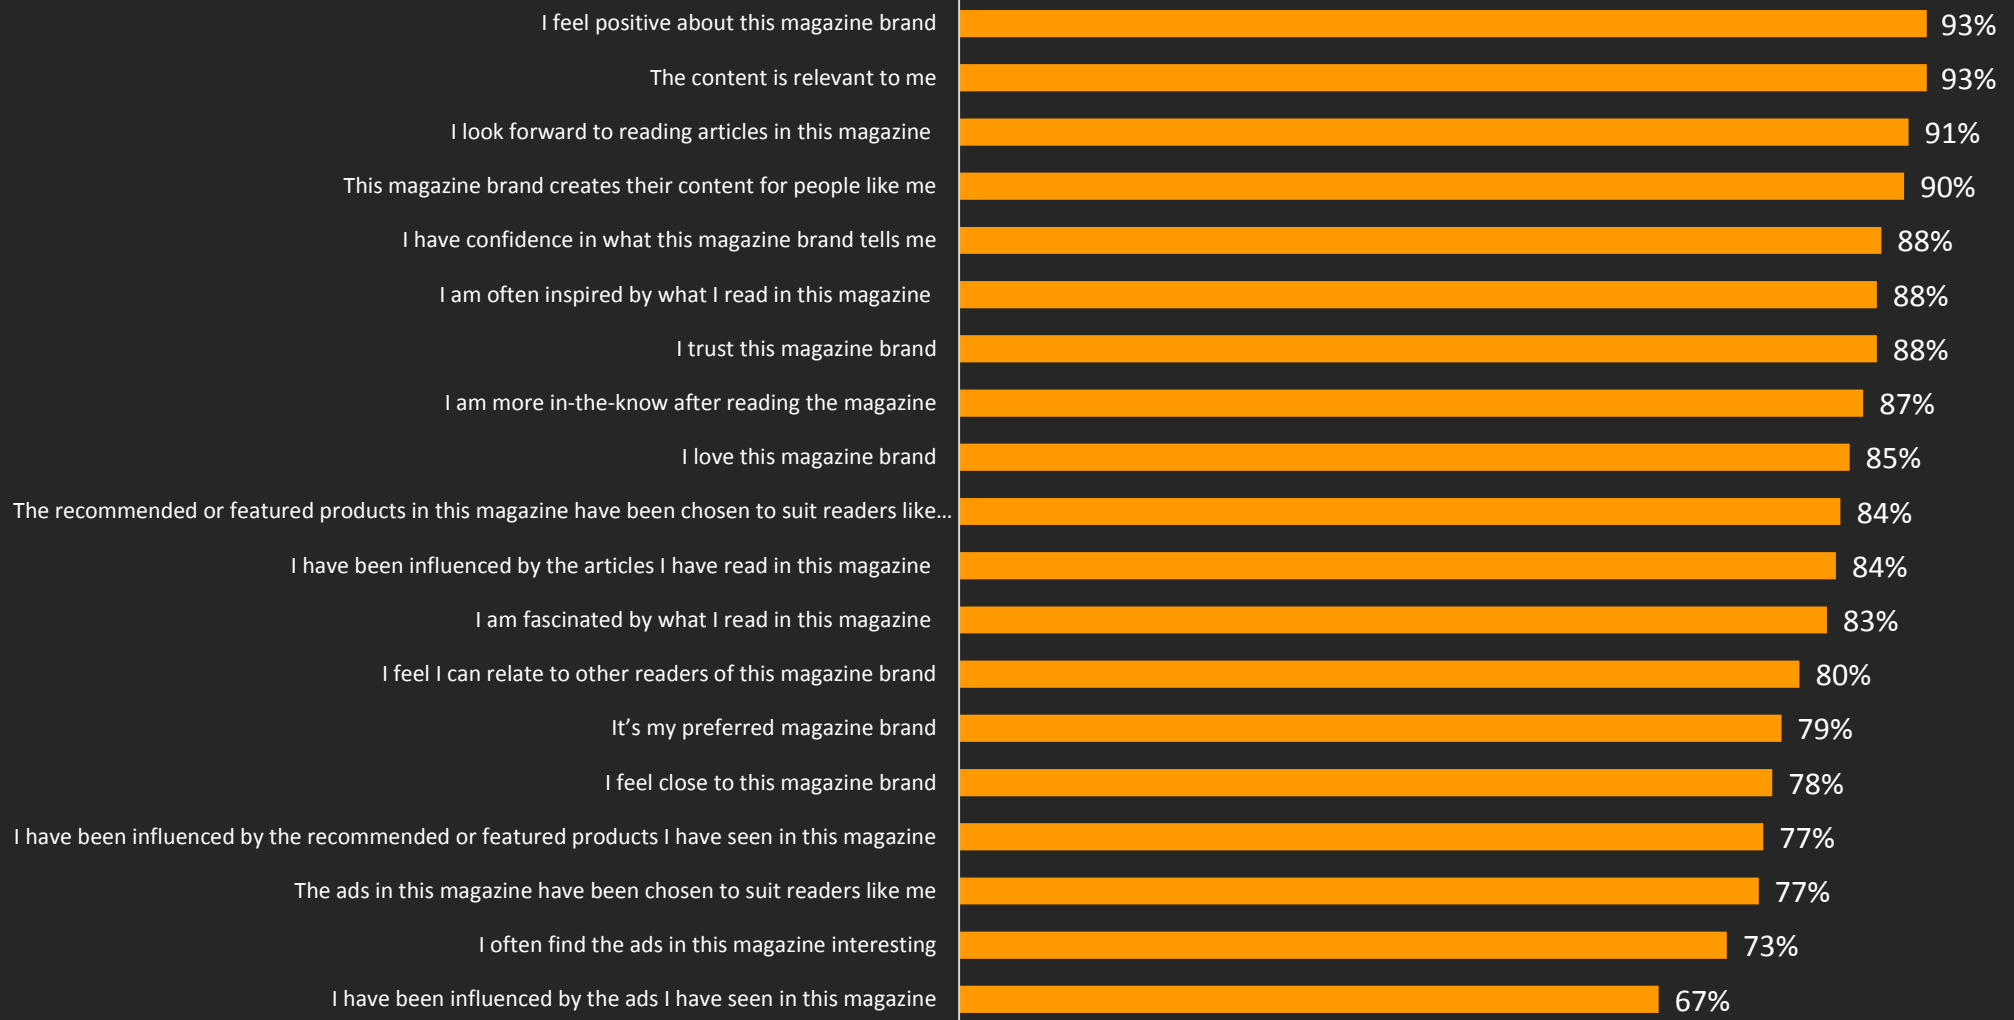 I feel positive about this magazine brand 93%
The content is relevant to me 93%
I look forward to reading articles in this magazine 91%
This magazine brand creates their content for people like me 90%
I have confidence in what this magazine brand tells me 88%
I am often inspired by what I read in this magazine 88%
I trust this magazine brand 88%
I am more in-the-know after reading the magazine 87%
I love this magazine brand 85%
The recommended or featured products in this magazine have been chosen to suit readers like... 84%
I have been influenced by the articles I have read in this magazine 84%
I am fascinated by what I read in this magazine 83%
I feel I can relate to other readers of this magazine brand 80%
It’s my preferred magazine brand 79%
I feel close to this magazine brand 78%
I have been influenced by the recommended or featured products I have seen in this magazine 77%
The ads in this magazine have been chosen to suit readers like me 77%
I often find the ads in this magazine interesting 73%
I have been influenced by the ads I have seen in this magazine 67%